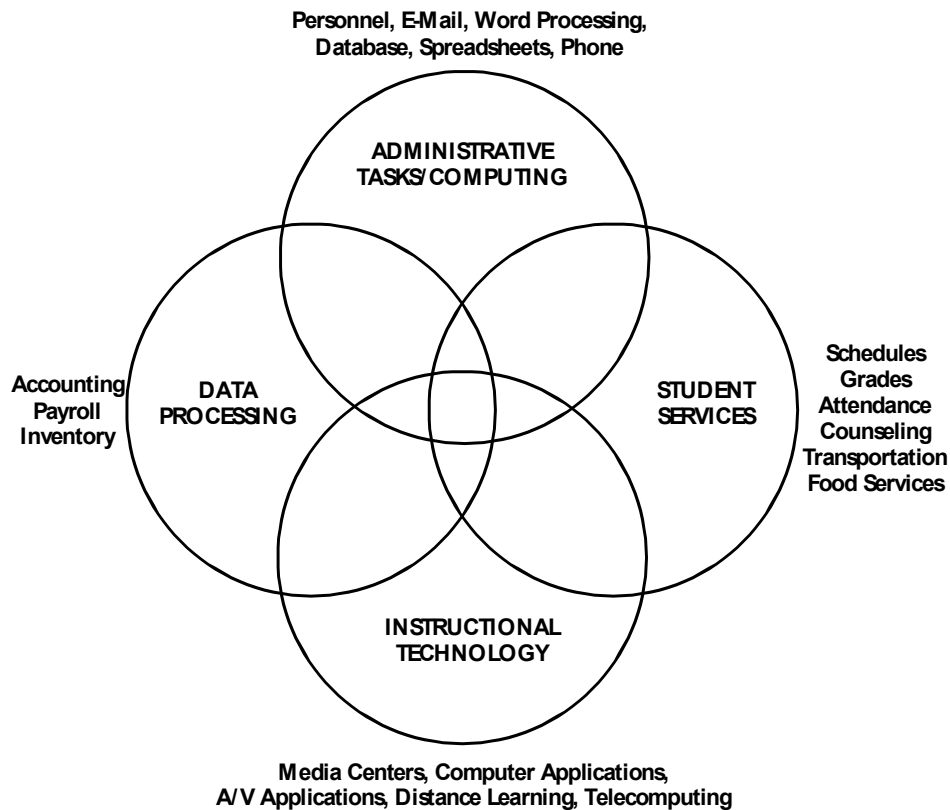 Personnel, E-Mail, Word Processing,
Database, Spreadsheets, Phone
ADMINISTRATIVE
TASKS/COMPUTING
Accounting
Payroll
Inventory
DATA
PROCESSING
STUDENT
SERVICES
Schedules
Grades
Attendance
Counseling
Transportation
Food Services
INSTRUCTIONAL
TECHNOLOGY
Media Centers, Computer Applications,
A/V Applications, Distance Learning, Telecomputing